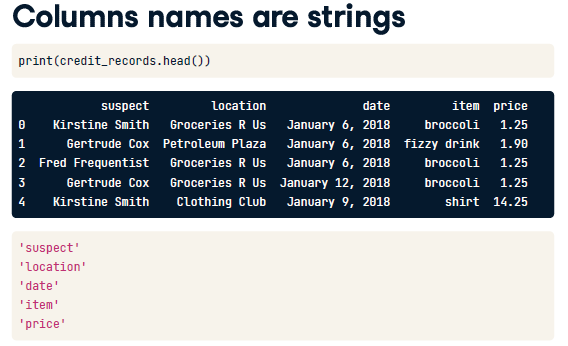 Columns names are strings
print(credit_records.head())
suspect location date item price
0 Kirstine Smith Groceries R Us January 6, 2018 broccoli 1.25
1 Gertrude Cox Petroleum Plaza January 6, 2018 fizzy drink 1.90
2 Fred Frequentist Groceries R Us January 6, 2018 broccoli 1.25
3 Gertrude Cox Groceries R Us January 12, 2018 broccoli 1.25
4 Kirstine Smith Clothing Club January 9, 2018 shirt 14.25
'suspect'
'location'
'date'
'item'
'price'